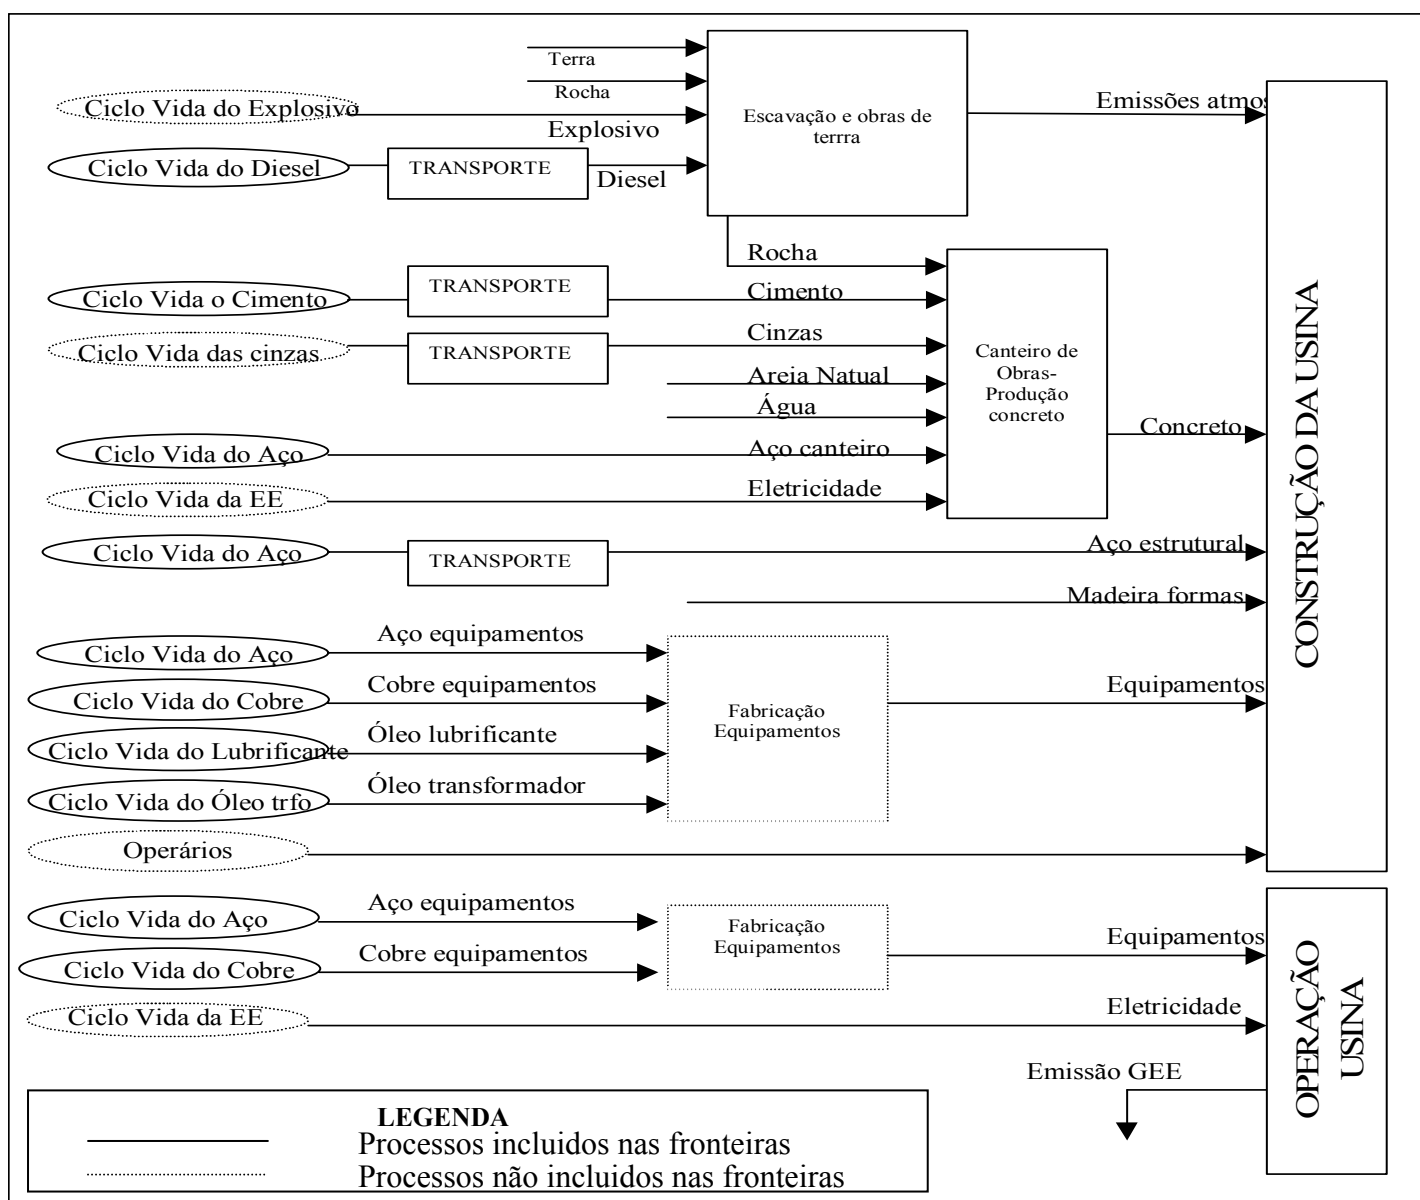 Terra
Rocha
Ciclo Vida do Explosivo
Explosivo
Escavação e obras de
terrra
Emissões atmos
Ciclo Vida do Diesel
TRANSPORTE
Diesel
Rocha
Ciclo Vida o Cimento
TRANSPORTE
Cimento
Ciclo Vida das cinzas
TRANSPORTE
Cinzas
Areia Natual
Água
Canteiro de
Obras-
Produção
concreto
Concreto
Ciclo Vida do Aço
Aço canteiro
Ciclo Vida da EE
Eletricidade
Ciclo Vida do Aço
TRANSPORTE
Aço estrutural
Madeira formas
Ciclo Vida do Aço
Aço equipamentos
Ciclo Vida do Cobre
Cobre equipamentos
Fabricação
Equipamentos
Equipamentos
Ciclo Vida do Lubrificante
Óleo lubrificante
Ciclo Vida do Óleo trfo
Óleo transformador
Operários
CONSTRUÇÃO DA USINA
Ciclo Vida do Aço
Aço equipamentos
Ciclo Vida do Cobre
Cobre equipamentos
Fabricação
Equipamentos
Equipamentos
Ciclo Vida da EE
Eletricidade
Emissão GEE
OPERAÇÃO
USINA
LEGENDA
Processos incluidos nas fronteiras
Processos não incluidos nas fronteiras